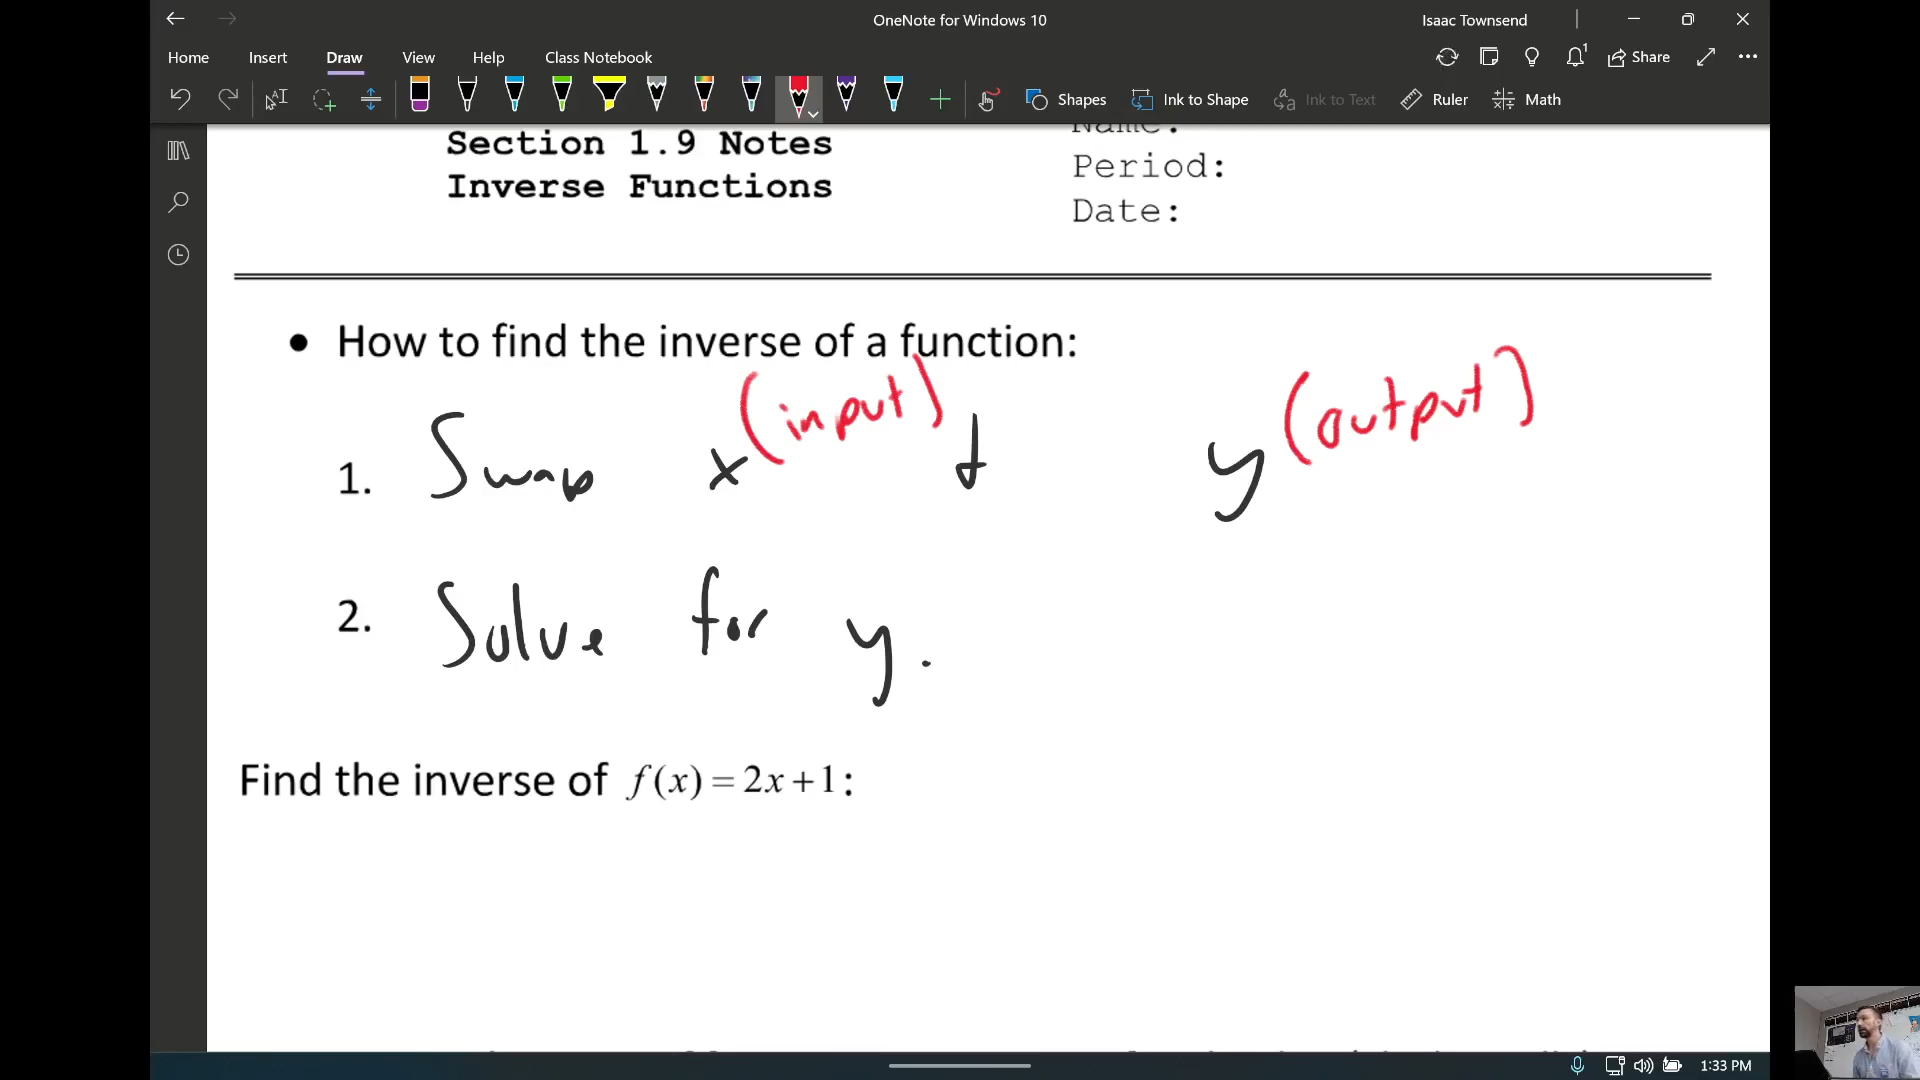 OneNote for Windows 10
Isaac Townsend
Home Insert Draw View Help Class Notebook
1
Share
Shapes Ink to Shape Ink to Text Ruler Math
Section 1.9 Notes
Inverse Functions
Name:
Period:
Date:
• How to find the inverse of a function:
1. Swap x (input) & y (output)
2. Solve for y.
Find the inverse of f(x) = 2x + 1:
1:33 PM